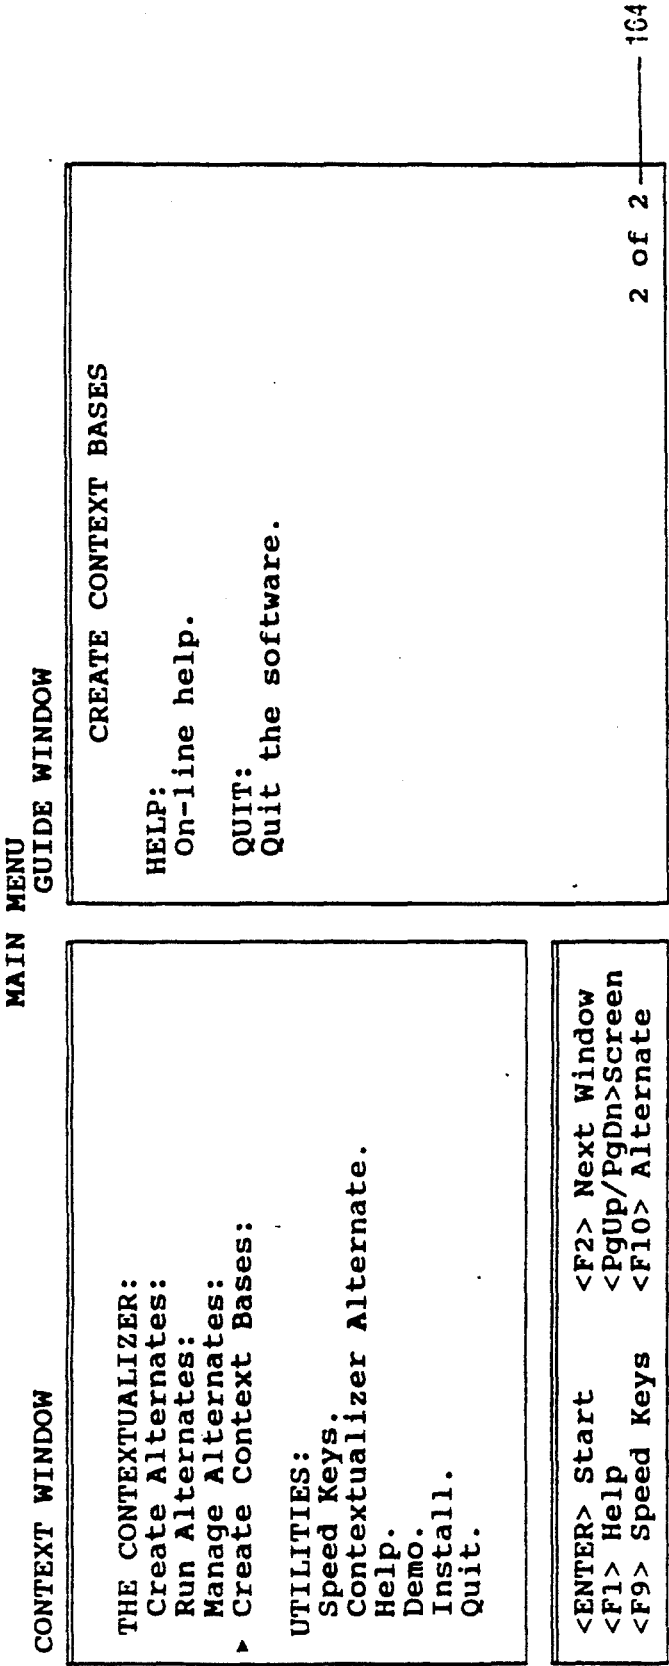 MAIN MENU
CONTEXT WINDOW
GUIDE WINDOW
THE CONTEXTUALIZER:
Create Alternates:
Run Alternates:
Manage Alternates:
► Create Context Bases:
UTILITIES:
Speed Keys.
Contextualizer Alternate.
Help.
Demo.
Install.
Quit.
<ENTER> Start <F2> Next Window
<F1> Help <PgUp/PgDn>Screen
<F9> Speed Keys <F10> Alternate
CREATE CONTEXT BASES
HELP:
On-line help.
QUIT:
Quit the software.
2 of 2
164